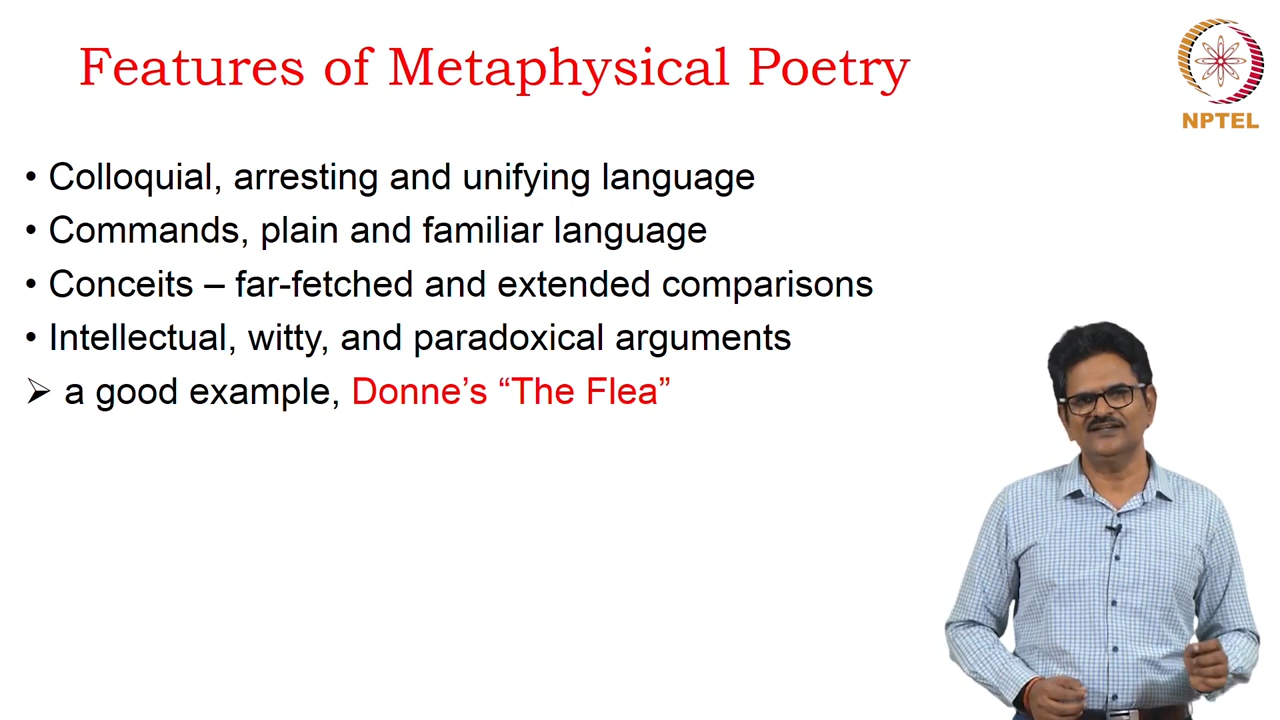 Features of Metaphysical Poetry
NPTEL
• Colloquial, arresting and unifying language
• Commands, plain and familiar language
• Conceits – far-fetched and extended comparisons
• Intellectual, witty, and paradoxical arguments
➢ a good example, Donne’s “The Flea”